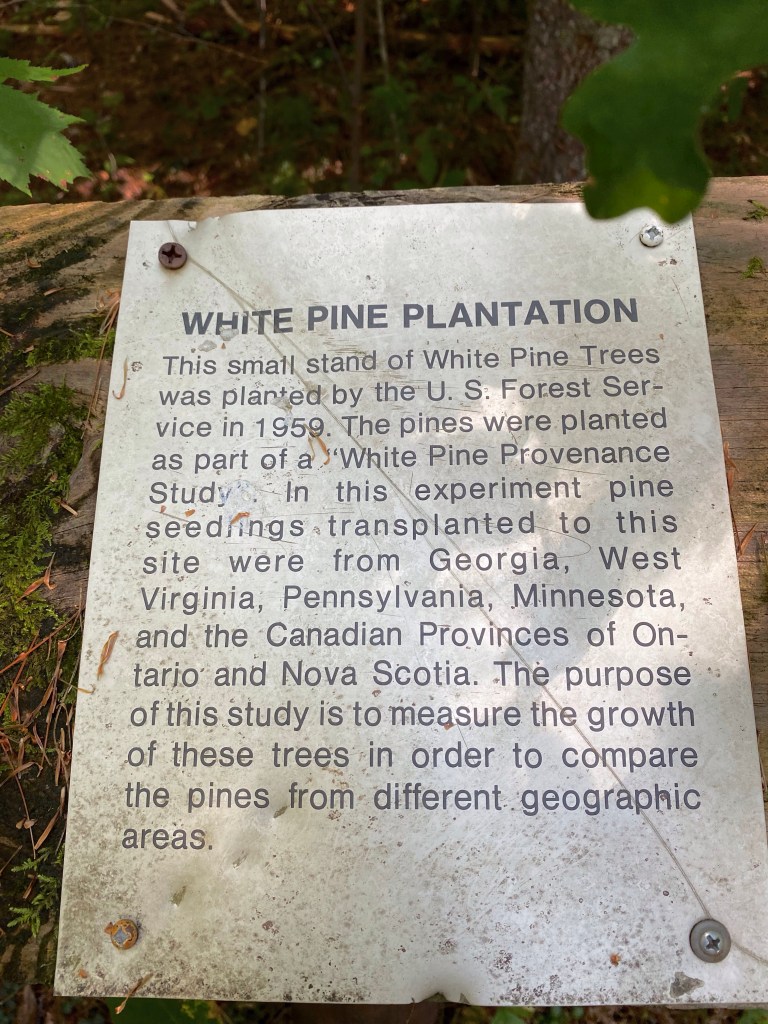 WHITE PINE PLANTATION
This small stand of White Pine Trees
was planted by the U. S. Forest Ser-
vice in 1959. The pines were planted
as part of a "White Pine Provenance
Study". In this experiment pine
seedlings transplanted to this
site were from Georgia, West
Virginia, Pennsylvania, Minnesota,
and the Canadian Provinces of On-
tario and Nova Scotia. The purpose
of this study is to measure the growth
of these trees in order to compare
the pines from different geographic
areas.